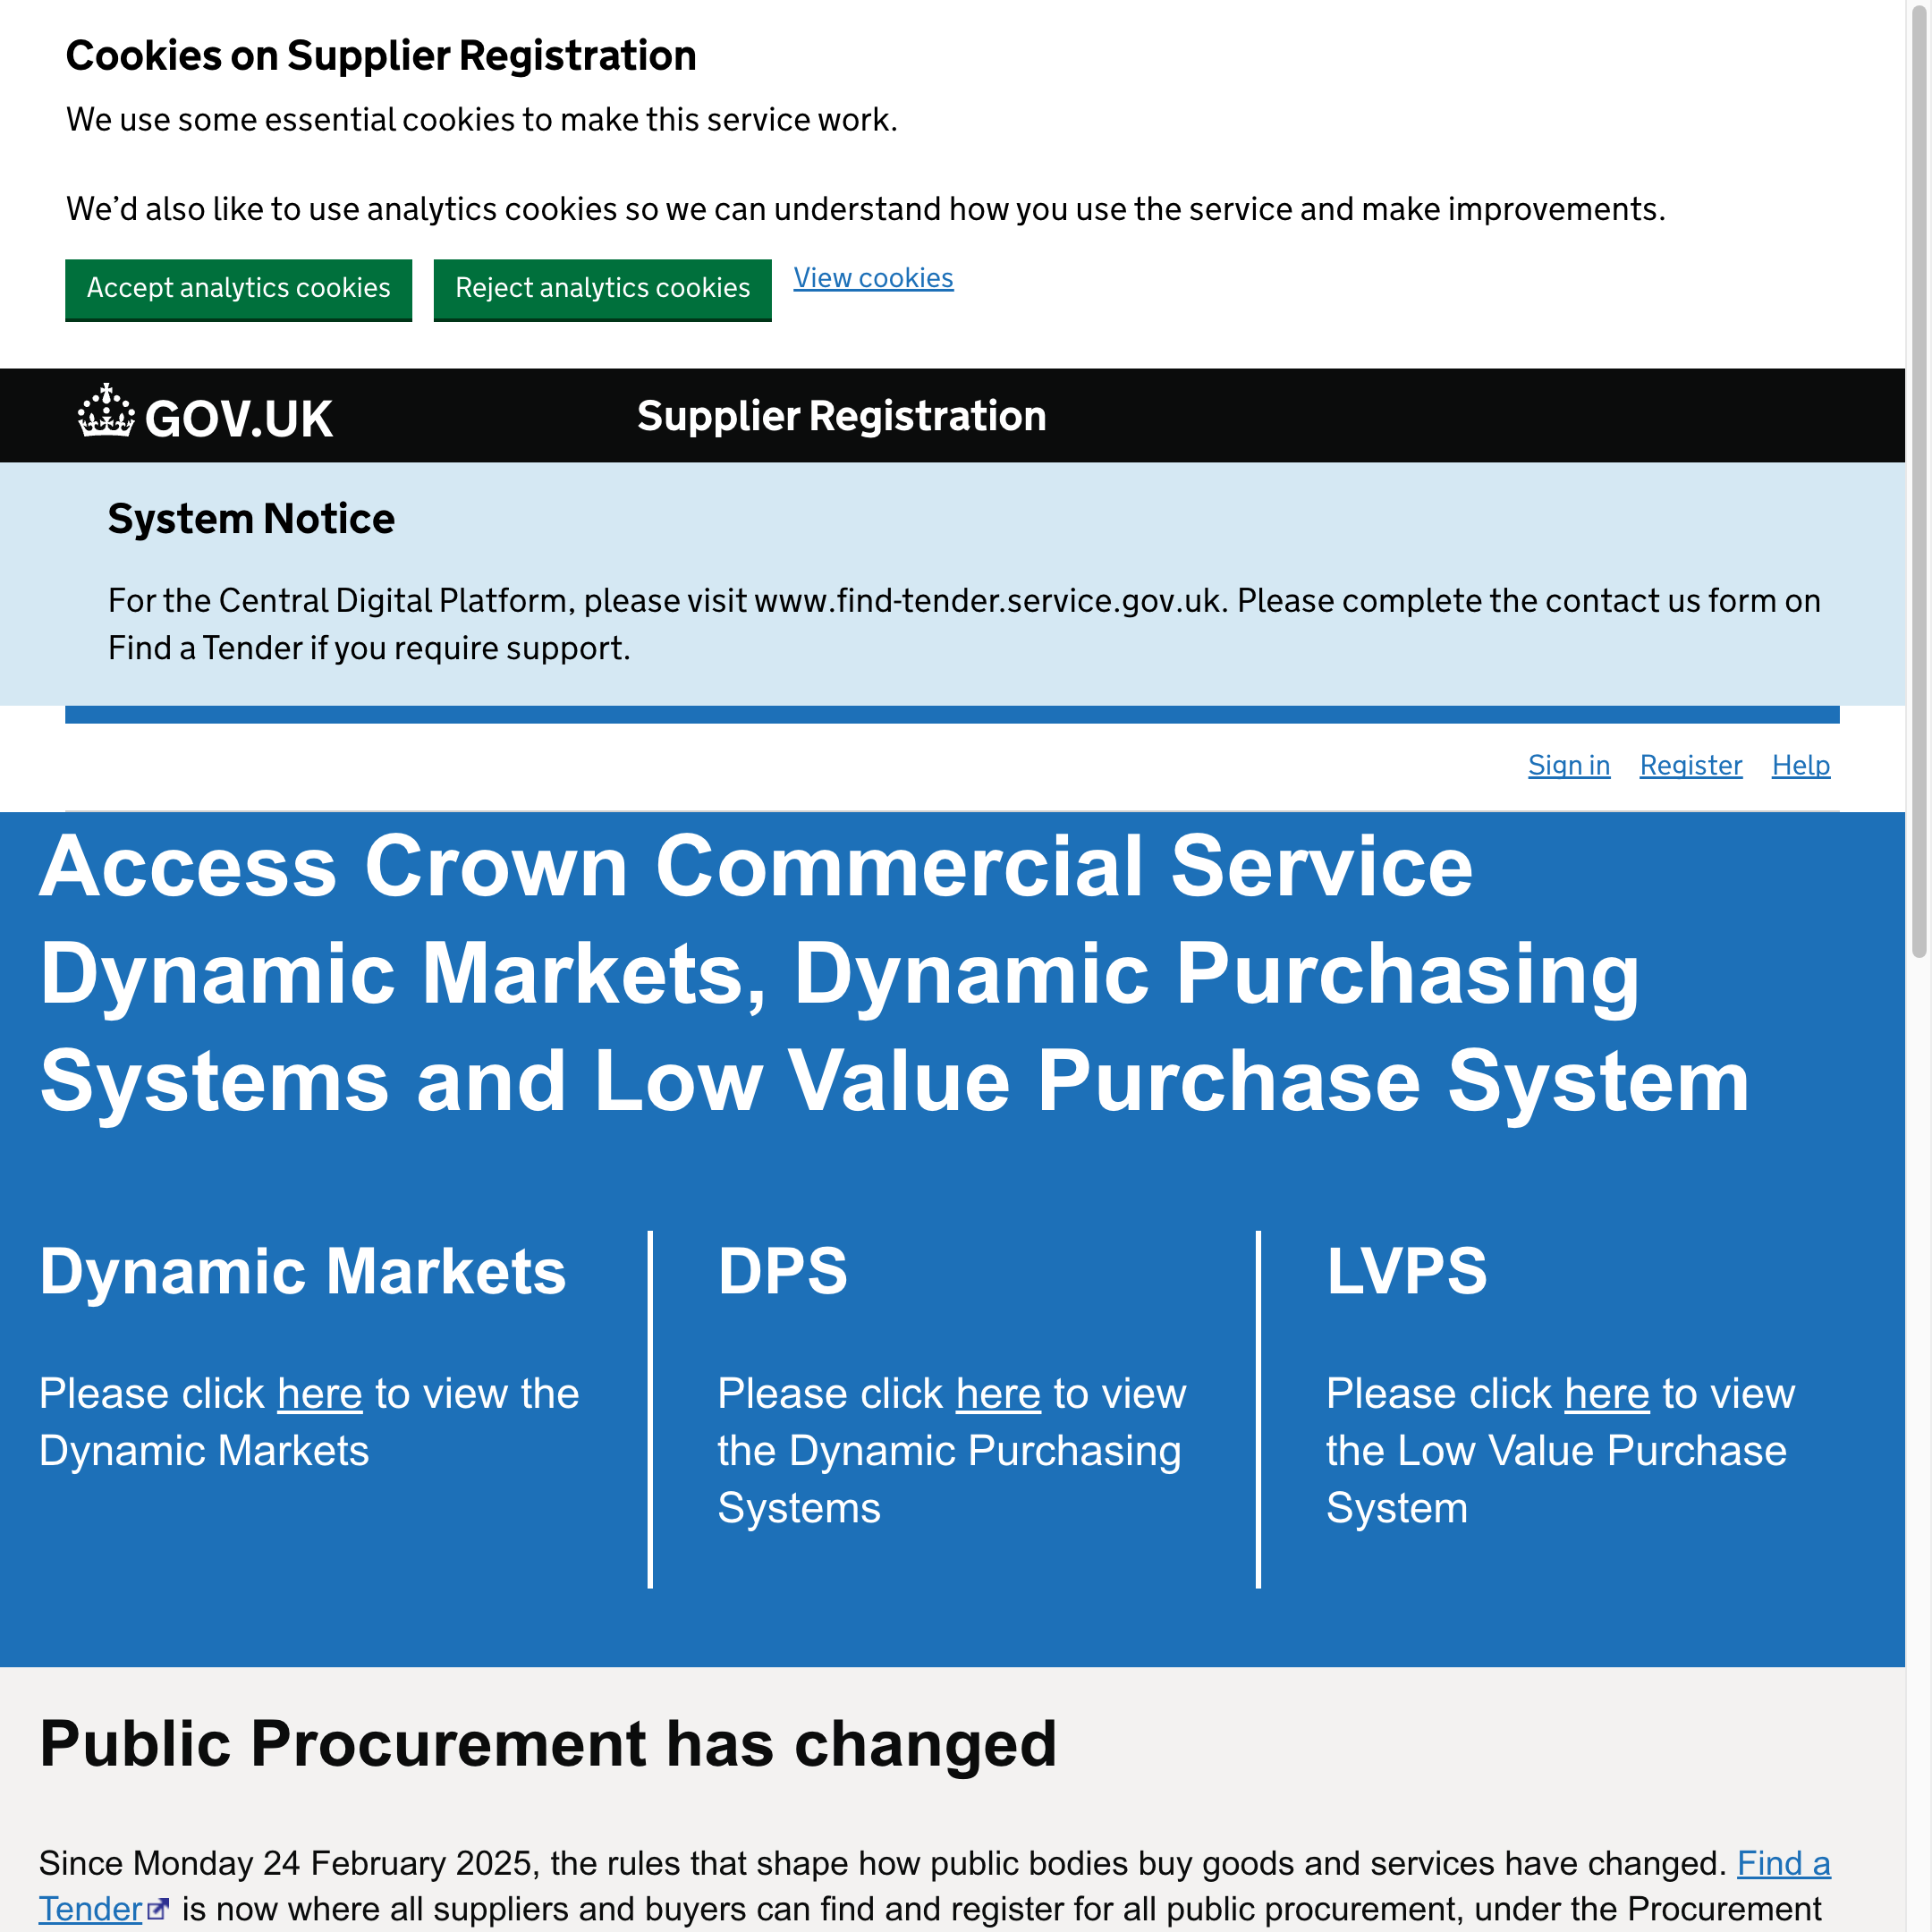 Cookies on Supplier Registration
We use some essential cookies to make this service work.
We’d also like to use analytics cookies so we can understand how you use the service and make improvements.
Accept analytics cookies
Reject analytics cookies
View cookies
GOV.UK
Supplier Registration
System Notice
For the Central Digital Platform, please visit www.find-tender.service.gov.uk. Please complete the contact us form on
Find a Tender if you require support.
Sign in
Register
Help
Access Crown Commercial Service
Dynamic Markets, Dynamic Purchasing
Systems and Low Value Purchase System
Dynamic Markets
Please click here to view the
Dynamic Markets
DPS
Please click here to view
the Dynamic Purchasing
Systems
LVPS
Please click here to view
the Low Value Purchase
System
Public Procurement has changed
Since Monday 24 February 2025, the rules that shape how public bodies buy goods and services have changed. Find a
Tender is now where all suppliers and buyers can find and register for all public procurement, under the Procurement